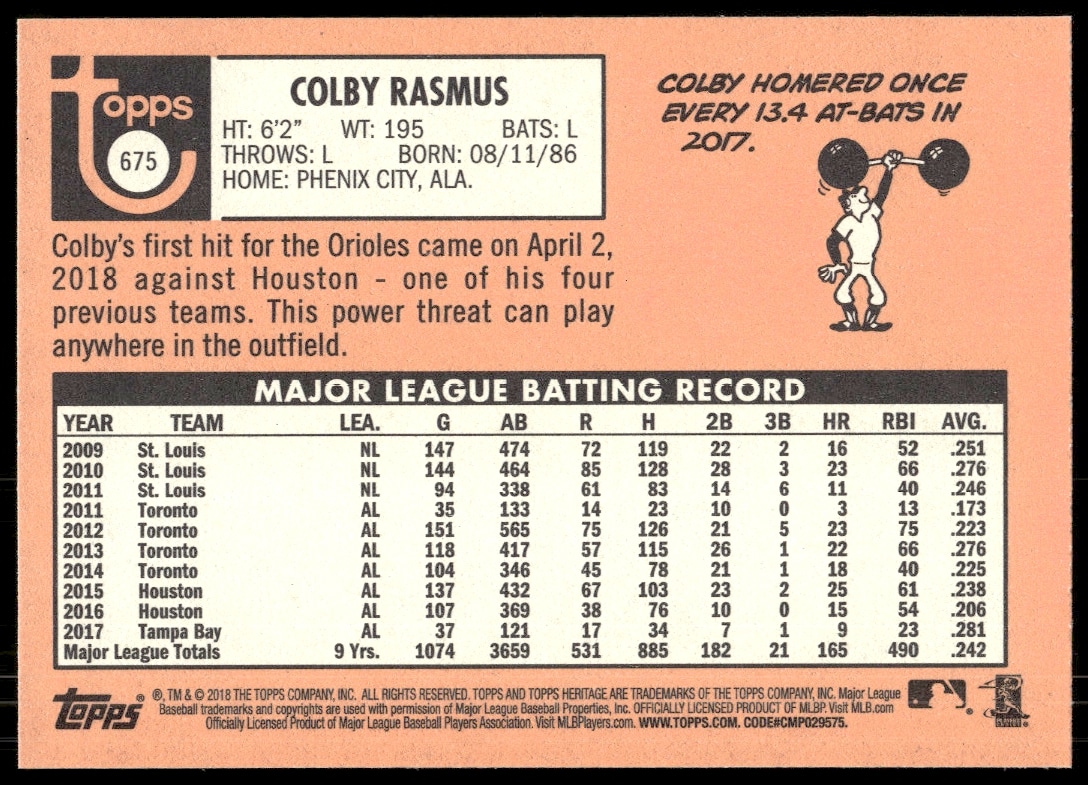 Topps
675
COLBY RASMUS
HT: 6'2" WT: 195 BATS: L
THROWS: L BORN: 08/11/86
HOME: PHENIX CITY, ALA.
COLBY HOMERED ONCE
EVERY 13.4 AT-BATS IN
2017.
Colby's first hit for the Orioles came on April 2,
2018 against Houston - one of his four
previous teams. This power threat can play
anywhere in the outfield.
MAJOR LEAGUE BATTING RECORD
YEAR TEAM LEA. G AB R H 2B 3B HR RBI AVG.
2009 St. Louis NL 147 474 72 119 22 2 16 52 .251
2010 St. Louis NL 144 464 85 128 28 3 23 66 .276
2011 St. Louis NL 94 338 61 83 14 6 11 40 .246
2011 Toronto AL 35 133 14 23 10 0 3 13 .173
2012 Toronto AL 151 565 75 126 21 5 23 75 .223
2013 Toronto AL 118 417 57 115 26 1 22 66 .276
2014 Toronto AL 104 346 45 78 21 1 18 40 .225
2015 Houston AL 137 432 67 103 23 2 25 61 .238
2016 Houston AL 107 369 38 76 10 0 15 54 .206
2017 Tampa Bay AL 37 121 17 34 7 1 9 23 .281
Major League Totals 9 Yrs. 1074 3659 531 885 182 21 165 490 .242
Topps ® ®, TM & © 2018 THE TOPPS COMPANY, INC. ALL RIGHTS RESERVED. TOPPS AND TOPPS HERITAGE ARE TRADEMARKS OF THE TOPPS COMPANY, INC. Major League
Baseball trademarks and copyrights are used with permission of Major League Baseball Properties, Inc. OFFICIALLY LICENSED PRODUCT OF MLBP. Visit MLB.com
Officially Licensed Product of Major League Baseball Players Association. Visit MLBPlayers.com. WWW.TOPPS.COM. CODE#CMP029575.